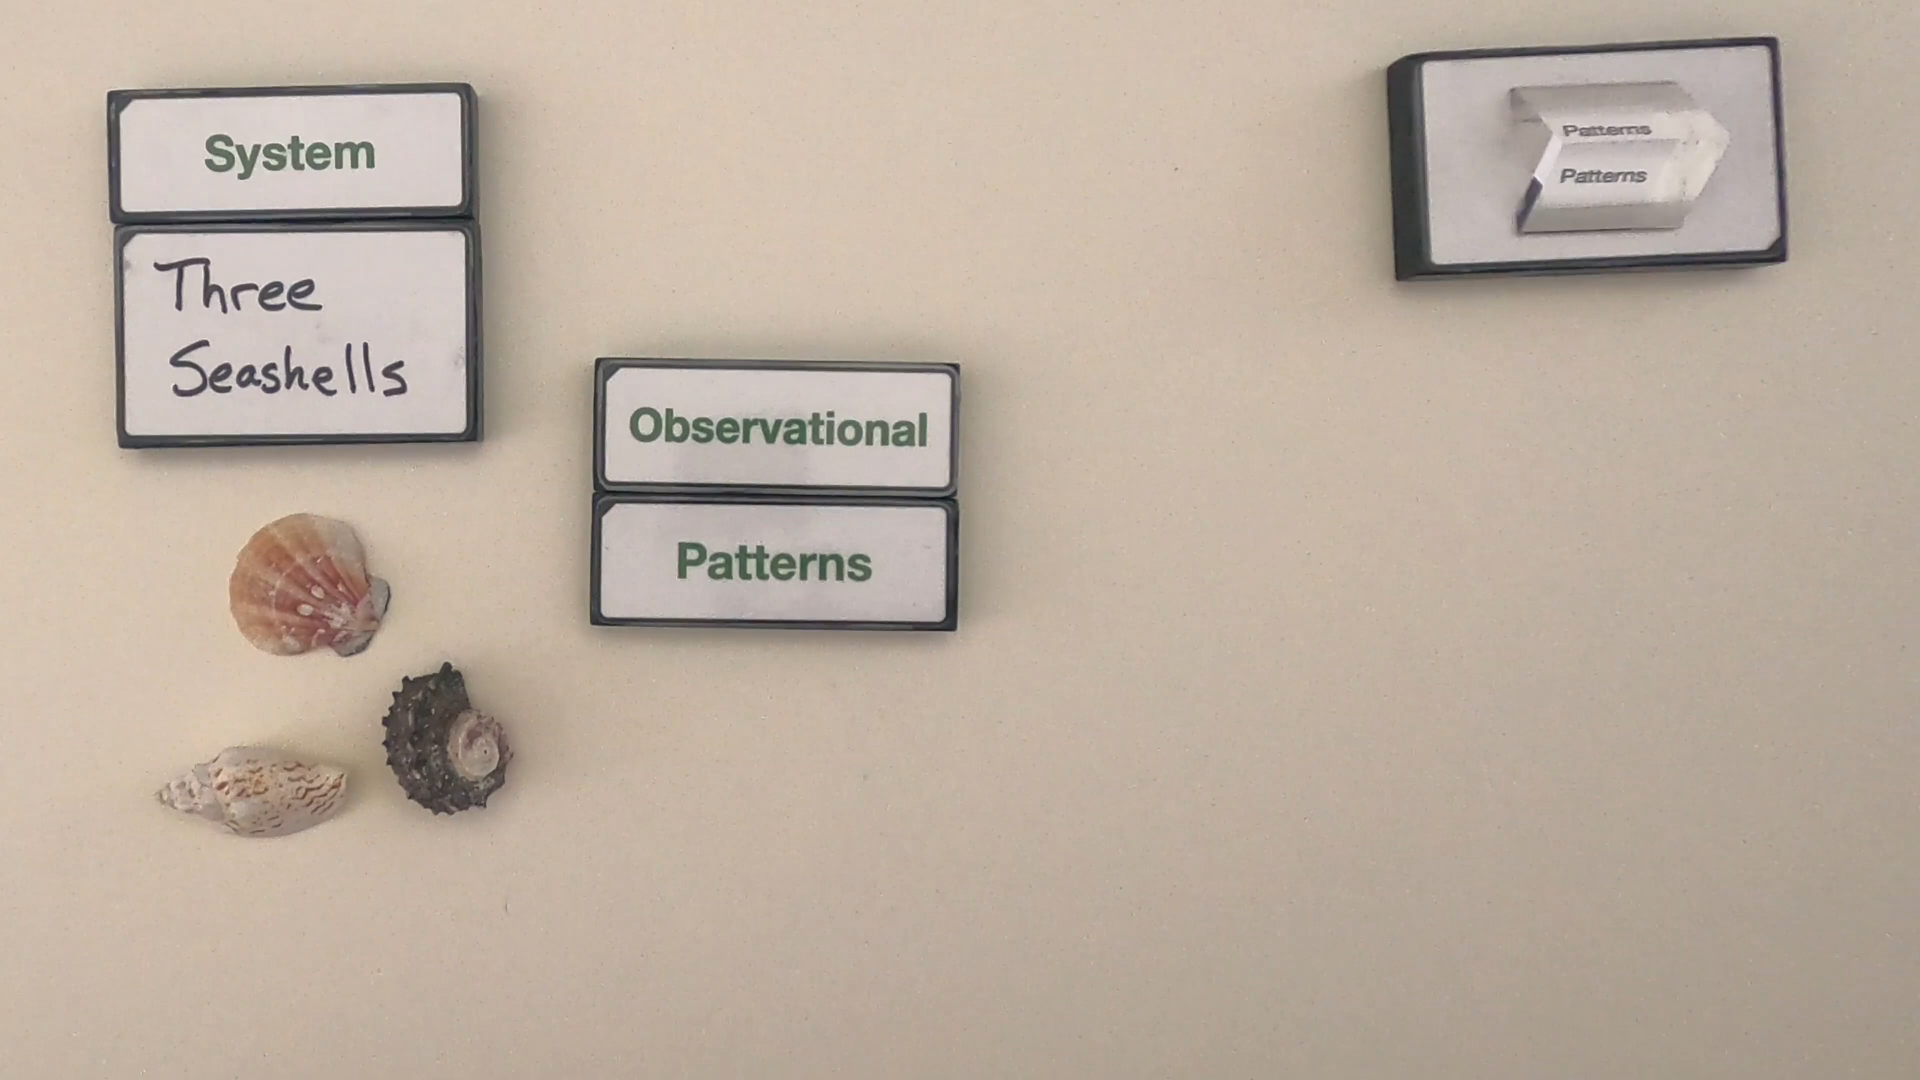 System
Three
Seashells
Observational
Patterns
Patterns
Patterns